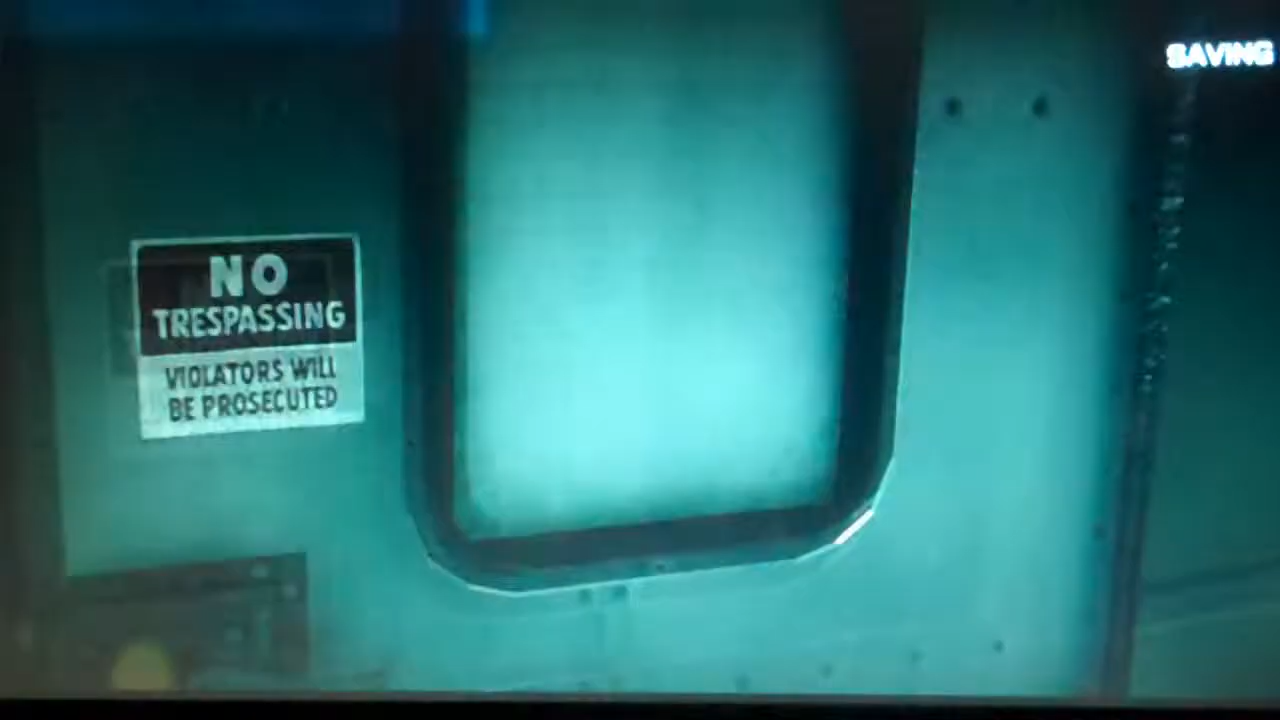 SAVING
NO
TRESPASSING
VIOLATORS WILL
BE PROSECUTED